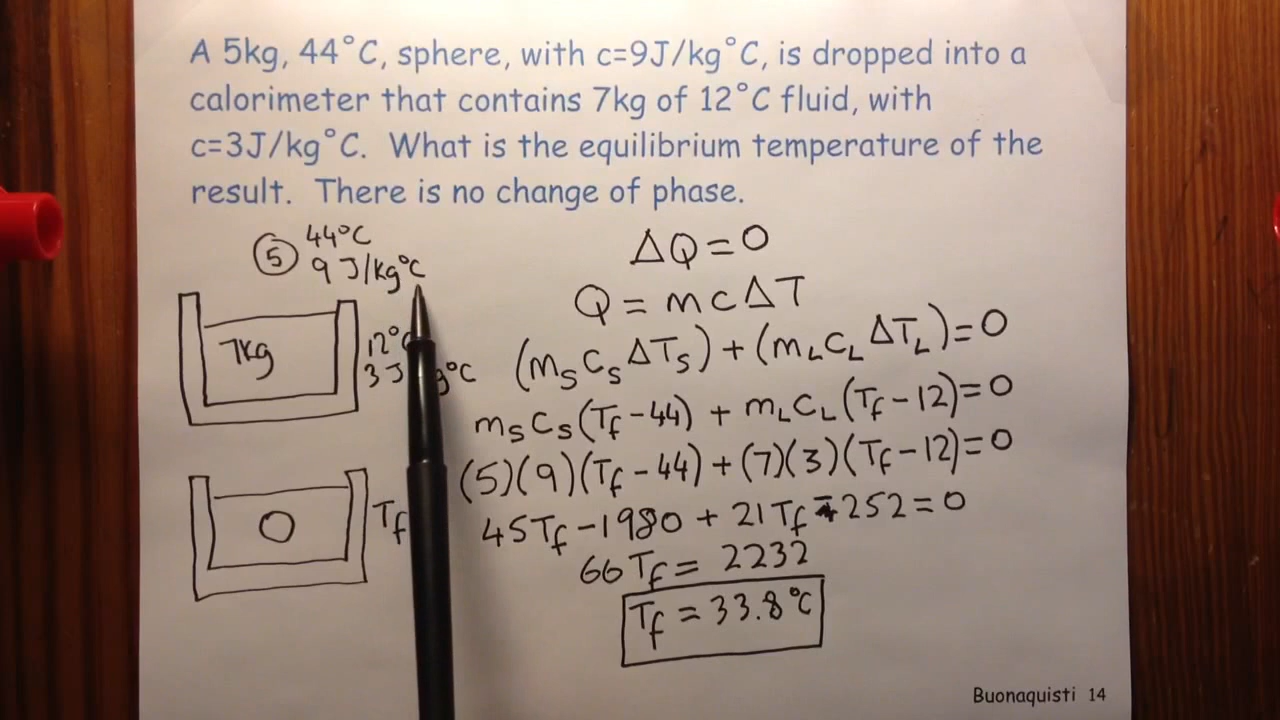 A 5kg, 44°C, sphere, with c=9J/kg°C, is dropped into a
calorimeter that contains 7kg of 12°C fluid, with
c=3J/kg°C. What is the equilibrium temperature of the
result. There is no change of phase.
5
44°C
9 J/kg°C
7kg
12°C
3 J g°C
Tf
ΔQ = 0
Q = mcΔT
(mScSΔTS) + (mLcLΔTL) = 0
mScS(Tf - 44) + mLcL(Tf - 12) = 0
(5)(9)(Tf - 44) + (7)(3)(Tf - 12) = 0
45Tf - 1980 + 21Tf - 252 = 0
66Tf = 2232
Tf = 33.8°C
Buonaquisti 14